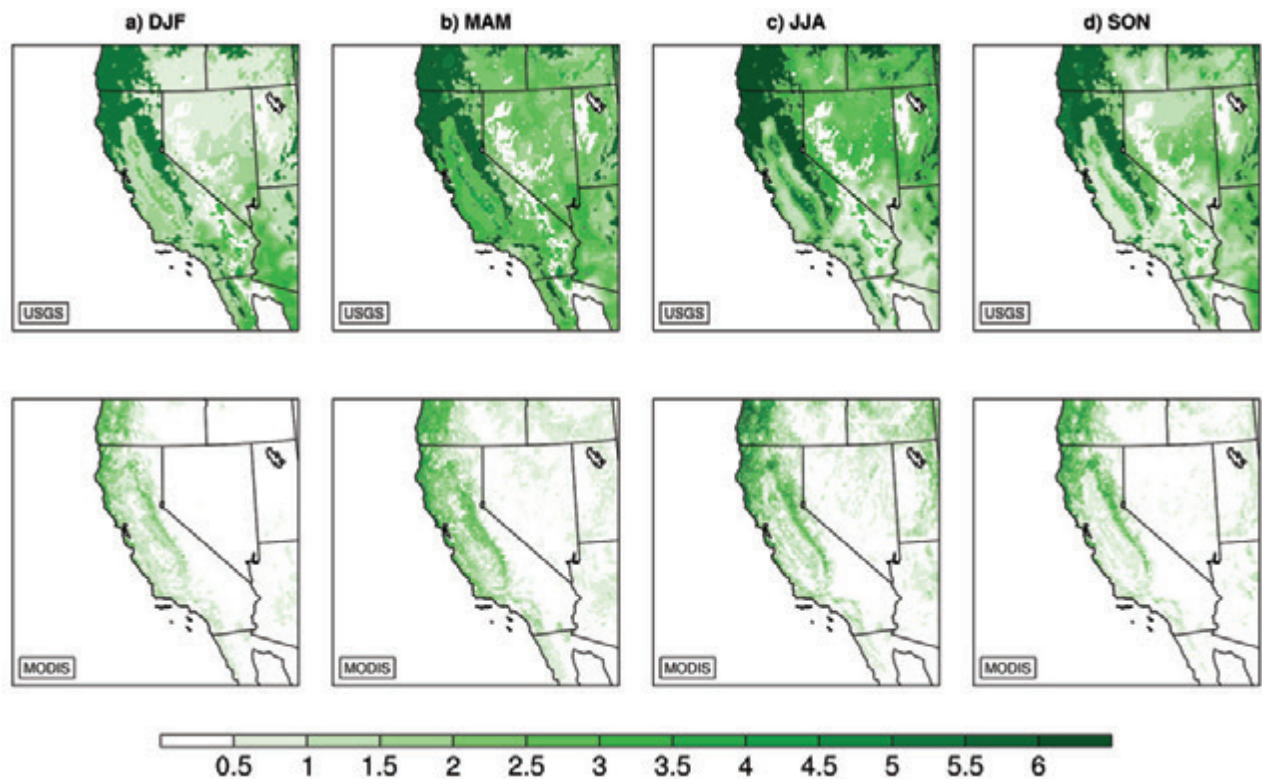 a) DJF b) MAM c) JJA d) SON
USGS USGS USGS USGS
MODIS MODIS MODIS MODIS
0.5 1 1.5 2 2.5 3 3.5 4 4.5 5 5.5 6